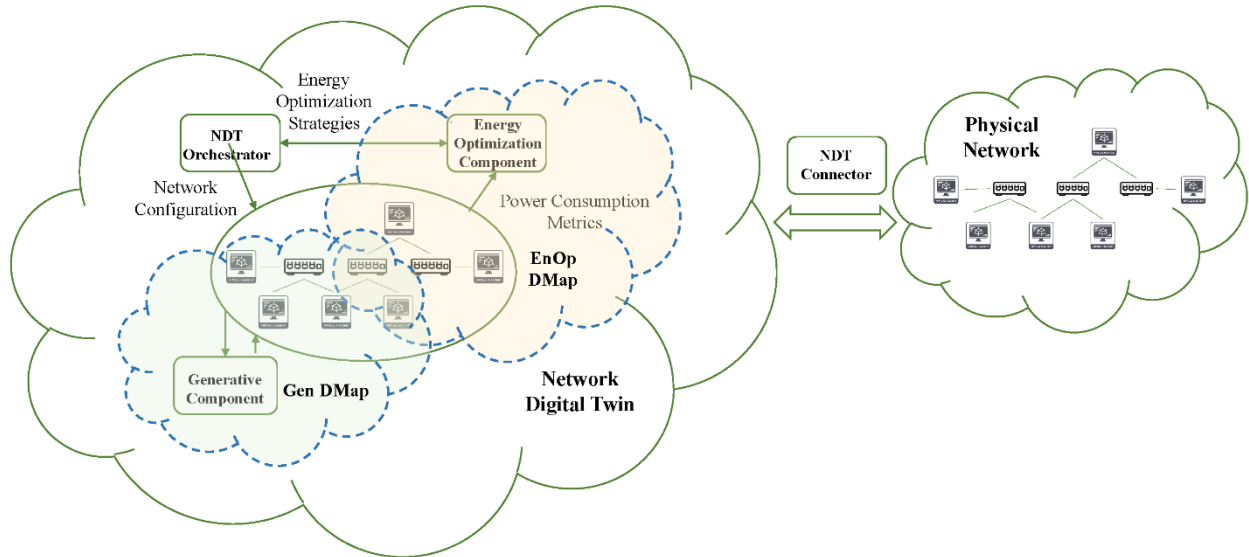 Energy
Optimization
Strategies
NDT
Orchestrator
Energy
Optimization
Component
Network
Configuration
Power Consumption
Metrics
EnOp
DMap
Generative
Component
Gen DMap
Network
Digital Twin
NDT
Connector
Physical
Network